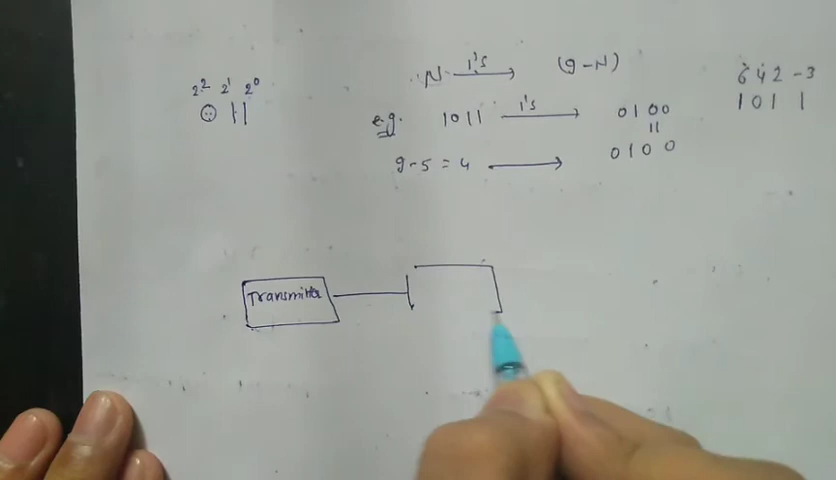 2² 2¹ 2⁰
0 1 1
N 1's → (9-N)
e.g. 1011 1's → 0100
11
9-5 = 4 → 0100
6 4 2 -3
1 0 1 1
Transmitter